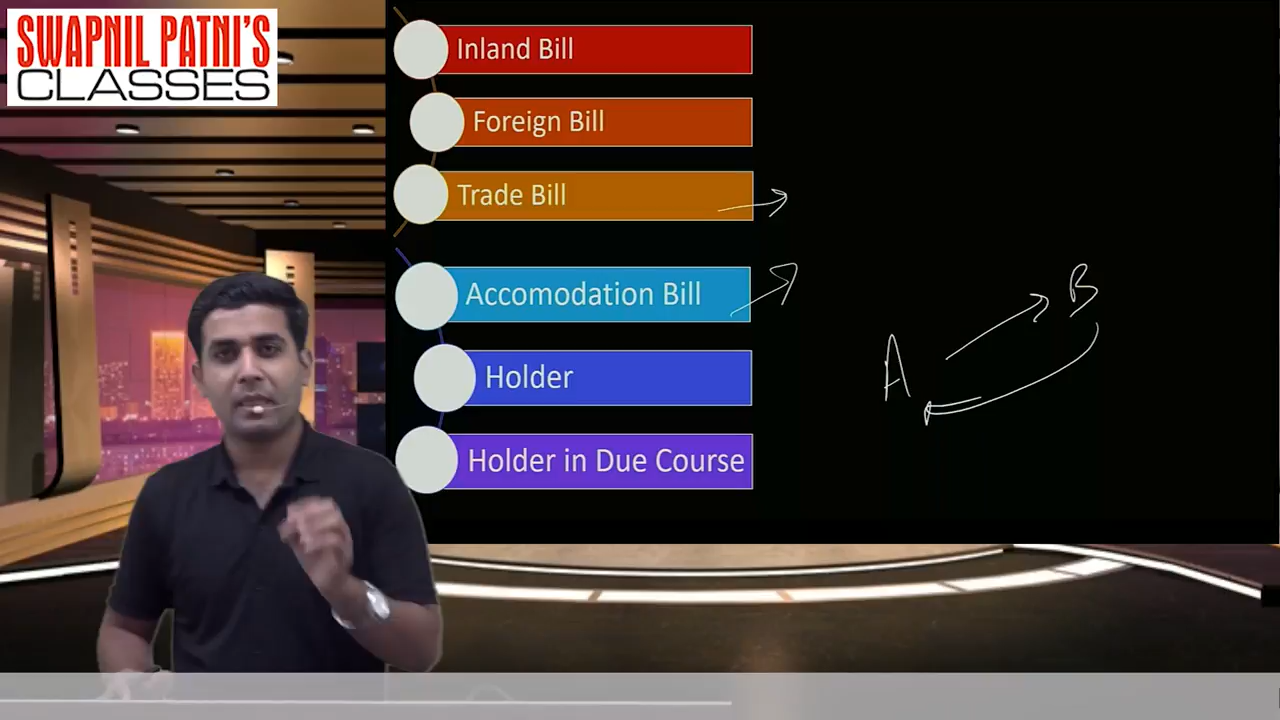 SWAPNIL PATNI'S
CLASSES
Inland Bill
Foreign Bill
Trade Bill
Accomodation Bill
Holder
Holder in Due Course
A
B